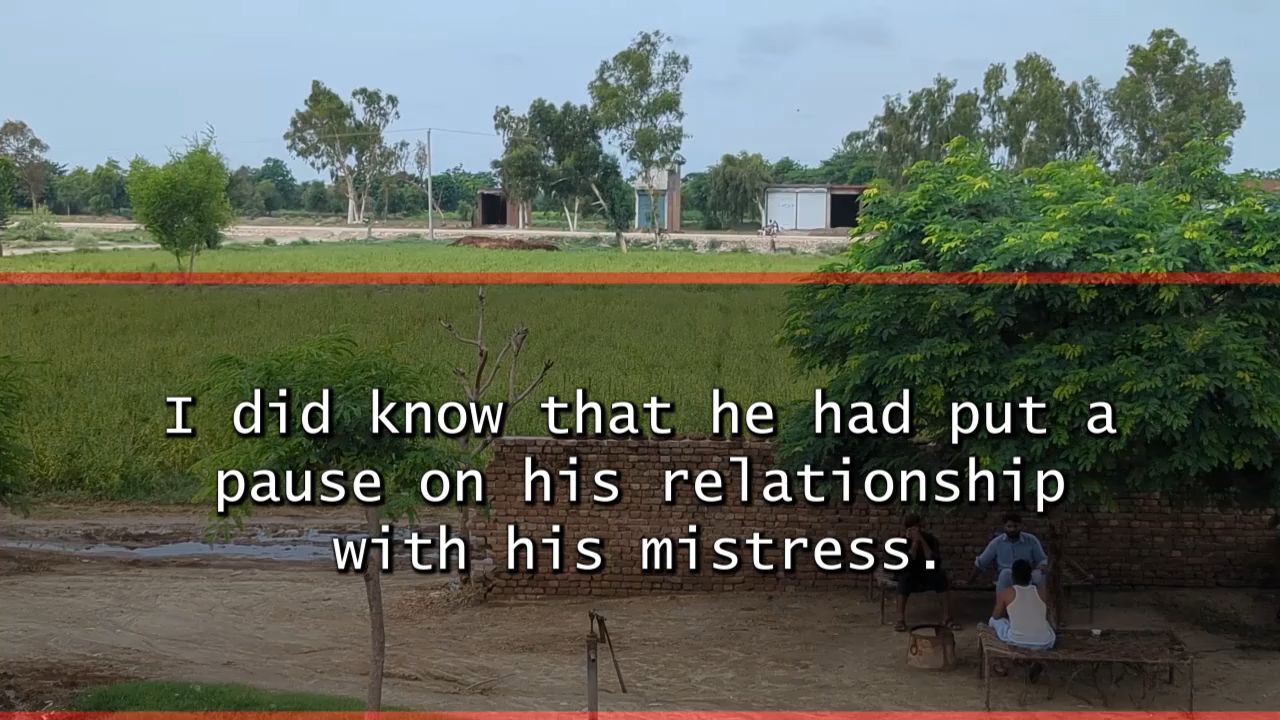 I did know that he had put a
pause on his relationship
with his mistress.